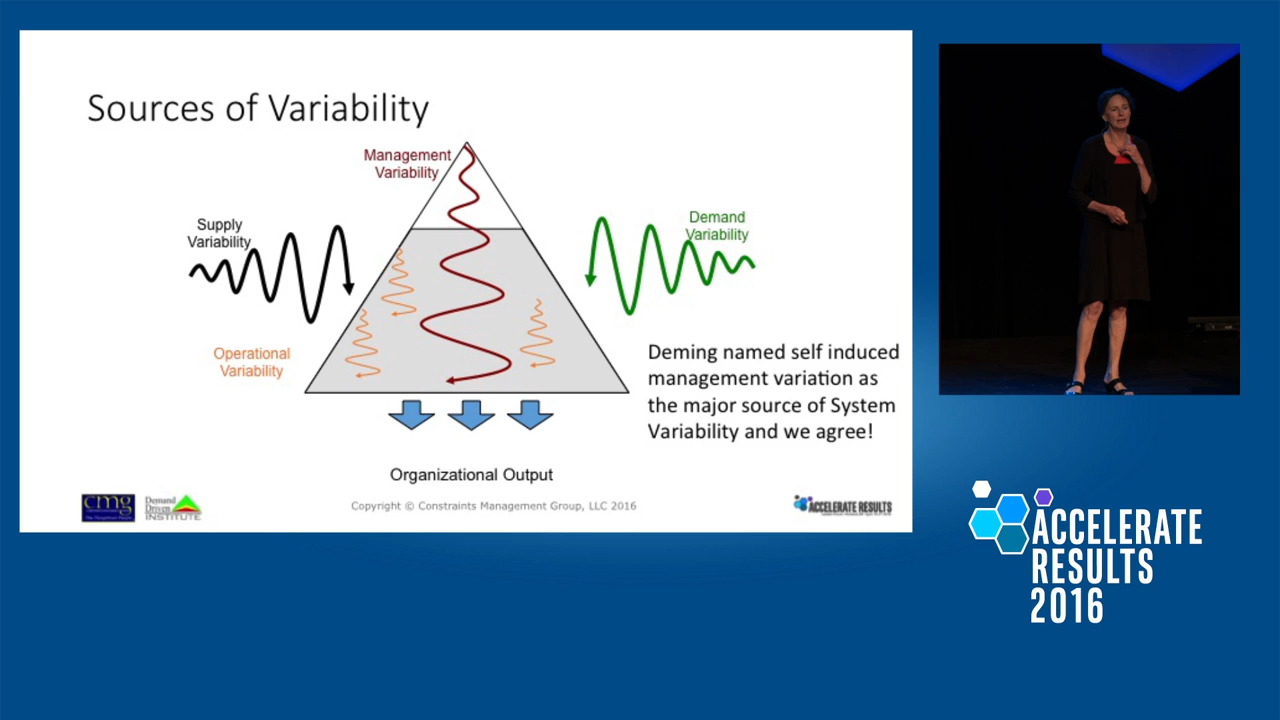 Sources of Variability
Management
Variability
Supply
Variability
Demand
Variability
Operational
Variability
Deming named self induced
management variation as
the major source of System
Variability and we agree!
Organizational Output
cmg
Demand
Driven
INSTITUTE
Copyright © Constraints Management Group, LLC 2016
ACCELERATE RESULTS
ACCELERATE
RESULTS
2016